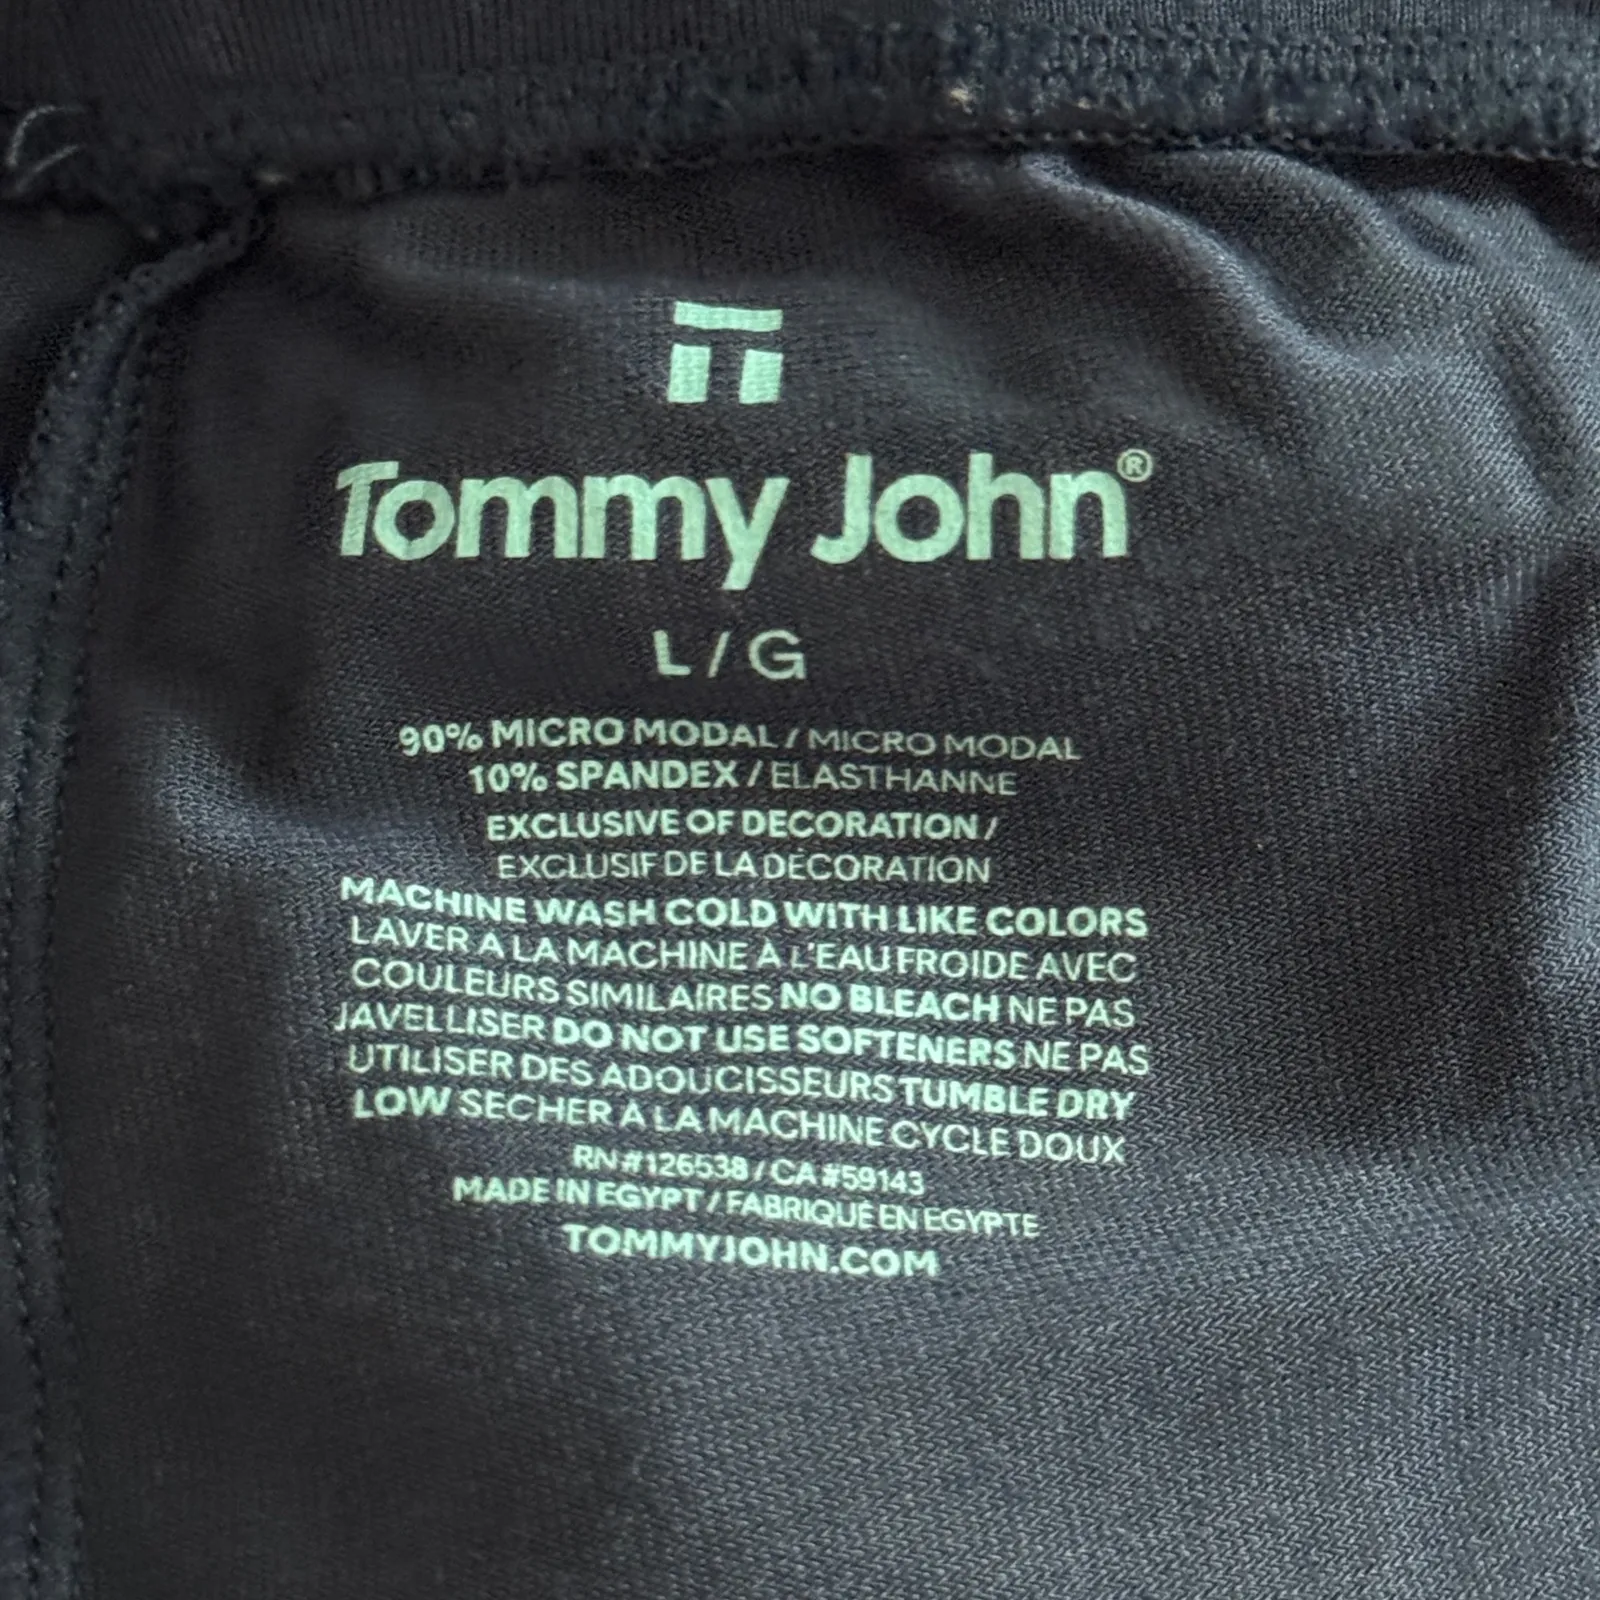 Tommy John®
L / G
90% MICRO MODAL / MICRO MODAL
10% SPANDEX / ELASTHANNE
EXCLUSIVE OF DECORATION /
EXCLUSIF DE LA DÉCORATION
MACHINE WASH COLD WITH LIKE COLORS
LAVER A LA MACHINE À L'EAU FROIDE AVEC
COULEURS SIMILAIRES NO BLEACH NE PAS
JAVELLISER DO NOT USE SOFTENERS NE PAS
UTILISER DES ADOUCISSEURS TUMBLE DRY
LOW SECHER À LA MACHINE CYCLE DOUX
RN #126538 / CA #59143
MADE IN EGYPT / FABRIQUÉ EN EGYPTE
TOMMYJOHN.COM